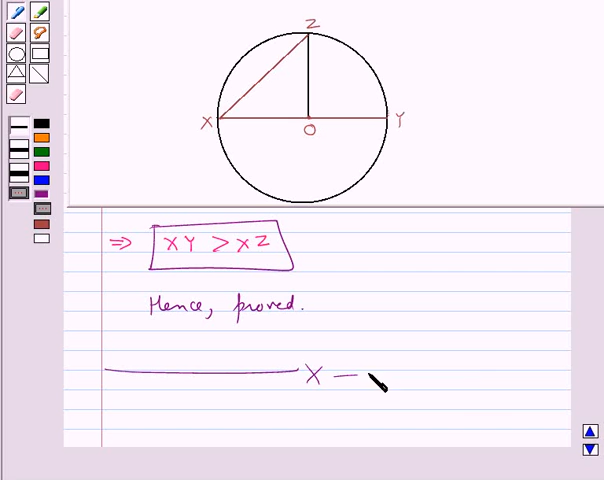 Z
X Y
O
⇒ XY > XZ
Hence, proved.
X